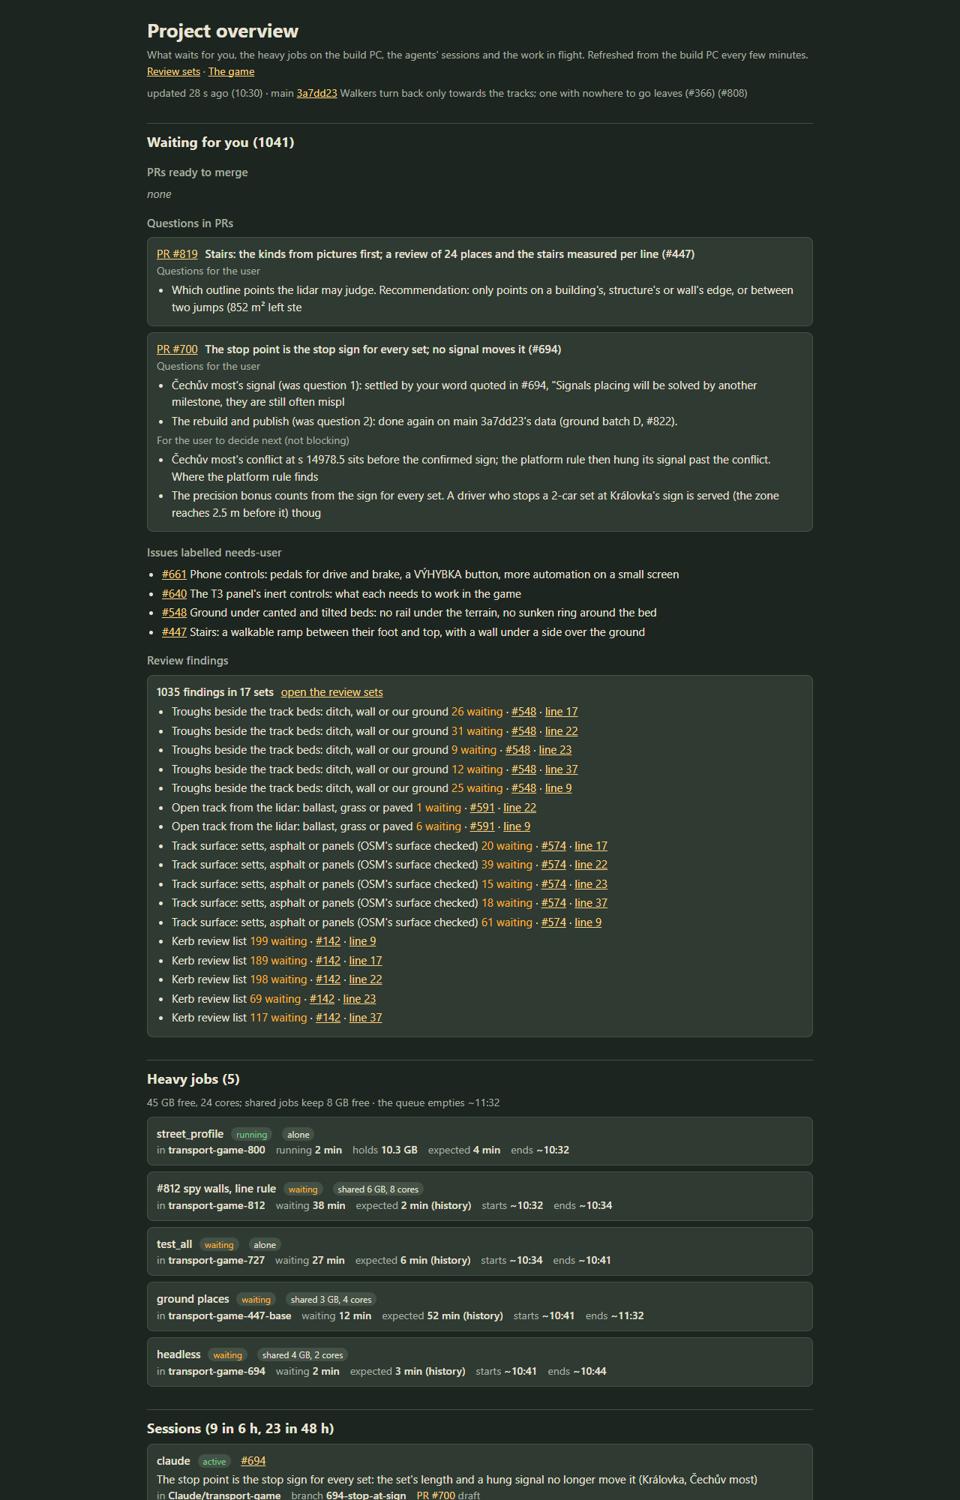 Project overview
What waits for you, the heavy jobs on the build PC, the agents' sessions and the work in flight. Refreshed from the build PC every few minutes.
Review sets · The game
updated 28 s ago (10:30) · main 3a7dd23 Walkers turn back only towards the tracks; one with nowhere to go leaves (#366) (#808)
Waiting for you (1041)
PRs ready to merge
none
Questions in PRs
PR #819 Stairs: the kinds from pictures first; a review of 24 places and the stairs measured per line (#447)
Questions for the user
• Which outline points the lidar may judge. Recommendation: only points on a building's, structure's or wall's edge, or between
two jumps (852 m² left ste
PR #700 The stop point is the stop sign for every set; no signal moves it (#694)
Questions for the user
• Čechův most's signal (was question 1): settled by your word quoted in #694, "Signals placing will be solved by another
milestone, they are still often mispl
• The rebuild and publish (was question 2): done again on main 3a7dd23's data (ground batch D, #822).
For the user to decide next (not blocking)
• Čechův most's conflict at s 14978.5 sits before the confirmed sign; the platform rule then hung its signal past the conflict.
Where the platform rule finds
• The precision bonus counts from the sign for every set. A driver who stops a 2-car set at Královka's sign is served (the zone
reaches 2.5 m before it) thoug
Issues labelled needs-user
• #661 Phone controls: pedals for drive and brake, a VÝHYBKA button, more automation on a small screen
• #640 The T3 panel's inert controls: what each needs to work in the game
• #548 Ground under canted and tilted beds: no rail under the terrain, no sunken ring around the bed
• #447 Stairs: a walkable ramp between their foot and top, with a wall under a side over the ground
Review findings
1035 findings in 17 sets open the review sets
• Troughs beside the track beds: ditch, wall or our ground 26 waiting · #548 · line 17
• Troughs beside the track beds: ditch, wall or our ground 31 waiting · #548 · line 22
• Troughs beside the track beds: ditch, wall or our ground 9 waiting · #548 · line 23
• Troughs beside the track beds: ditch, wall or our ground 12 waiting · #548 · line 37
• Troughs beside the track beds: ditch, wall or our ground 25 waiting · #548 · line 9
• Open track from the lidar: ballast, grass or paved 1 waiting · #591 · line 22
• Open track from the lidar: ballast, grass or paved 6 waiting · #591 · line 9
• Track surface: setts, asphalt or panels (OSM's surface checked) 20 waiting · #574 · line 17
• Track surface: setts, asphalt or panels (OSM's surface checked) 39 waiting · #574 · line 22
• Track surface: setts, asphalt or panels (OSM's surface checked) 15 waiting · #574 · line 23
• Track surface: setts, asphalt or panels (OSM's surface checked) 18 waiting · #574 · line 37
• Track surface: setts, asphalt or panels (OSM's surface checked) 61 waiting · #574 · line 9
• Kerb review list 199 waiting · #142 · line 9
• Kerb review list 189 waiting · #142 · line 17
• Kerb review list 198 waiting · #142 · line 22
• Kerb review list 69 waiting · #142 · line 23
• Kerb review list 117 waiting · #142 · line 37
Heavy jobs (5)
45 GB free, 24 cores; shared jobs keep 8 GB free · the queue empties ~11:32
street_profile running alone
in transport-game-800 running 2 min holds 10.3 GB expected 4 min ends ~10:32
#812 spy walls, line rule waiting shared 6 GB, 8 cores
in transport-game-812 waiting 38 min expected 2 min (history) starts ~10:32 ends ~10:34
test_all waiting alone
in transport-game-727 waiting 27 min expected 6 min (history) starts ~10:34 ends ~10:41
ground places waiting shared 3 GB, 4 cores
in transport-game-447-base waiting 12 min expected 52 min (history) starts ~10:41 ends ~11:32
headless waiting shared 4 GB, 2 cores
in transport-game-694 waiting 2 min expected 3 min (history) starts ~10:41 ends ~10:44
Sessions (9 in 6 h, 23 in 48 h)
claude active #694
The stop point is the stop sign for every set: the set's length and a hung signal no longer move it (Královka, Čechův most)
in Claude/transport-game branch 694-stop-at-sign PR #700 draft